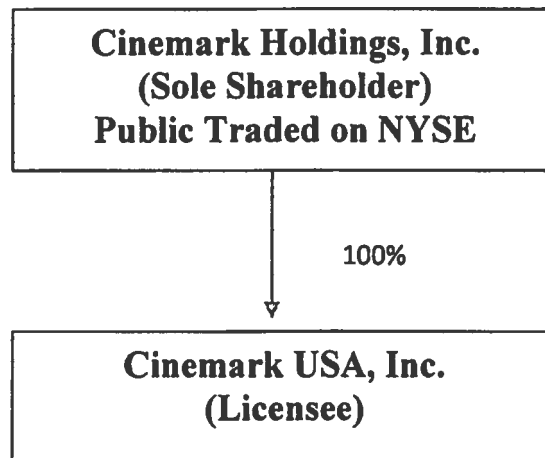 Cinemark Holdings, Inc.
(Sole Shareholder)
Public Traded on NYSE
100%
Cinemark USA, Inc.
(Licensee)